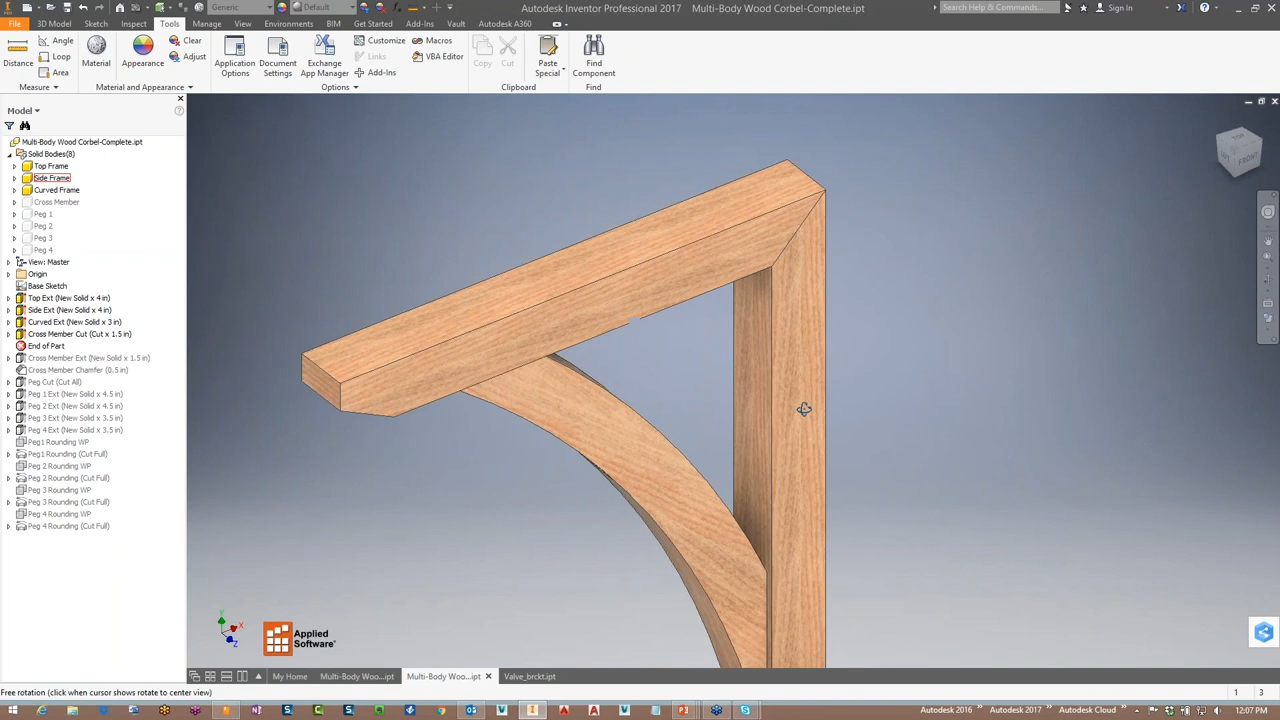 Autodesk Inventor Professional 2017 Multi-Body Wood Corbel-Complete.ipt
Generic
Default
Search Help & Commands...
Sign In
File 3D Model Sketch Inspect Tools Manage View Environments BIM Get Started Add-Ins Vault Autodesk A360
Distance
Angle
Loop
Area
Measure
Material
Appearance
Clear
Adjust
Material and Appearance
Application
Options
Document
Settings
Exchange
App Manager
Customize
Links
Add-Ins
Macros
VBA Editor
Options
Copy
Cut
Paste
Special
Clipboard
Find
Component
Find
Model
Multi-Body Wood Corbel-Complete.ipt
Solid Bodies(8)
Top Frame
Side Frame
Curved Frame
Cross Member
Peg 1
Peg 2
Peg 3
Peg 4
View: Master
Origin
Base Sketch
Top Ext (New Solid x 4 in)
Side Ext (New Solid x 4 in)
Curved Ext (New Solid x 3 in)
Cross Member Cut (Cut x 1.5 in)
End of Part
Cross Member Ext (New Solid x 1.5 in)
Cross Member Chamfer (0.5 in)
Peg Cut (Cut All)
Peg 1 Ext (New Solid x 4.5 in)
Peg 2 Ext (New Solid x 4.5 in)
Peg 3 Ext (New Solid x 3.5 in)
Peg 4 Ext (New Solid x 3.5 in)
Peg1 Rounding WP
Peg1 Rounding (Cut Full)
Peg 2 Rounding WP
Peg 2 Rounding (Cut Full)
Peg 3 Rounding WP
Peg 3 Rounding (Cut Full)
Peg 4 Rounding WP
Peg 4 Rounding (Cut Full)
FRONT
Y
X
Z
Applied
Software®
My Home Multi-Body Woo...ipt Multi-Body Woo...ipt Valve_brckt.ipt
Free rotation (click when cursor shows rotate to center view)
1 3
Autodesk 2016 Autodesk 2017 Autodesk Cloud
12:07 PM